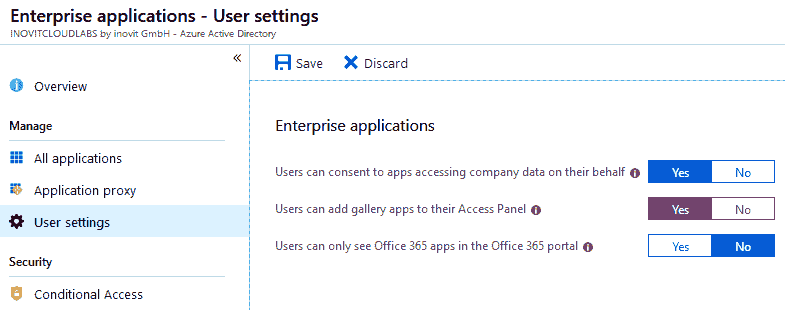 Enterprise applications - User settings
!NOV!TCLOUDLABS by inovit GmbH - Azure Active Directory
«
Save
Discard
Overview
Manage
All applications
Application proxy
User settings
Security
Conditional Access
Enterprise applications
Users can consent to apps accessing company data on their behalf Yes No
Users can add gallery apps to their Access Panel Yes No
Users can only see Office 365 apps in the Office 365 portal Yes No